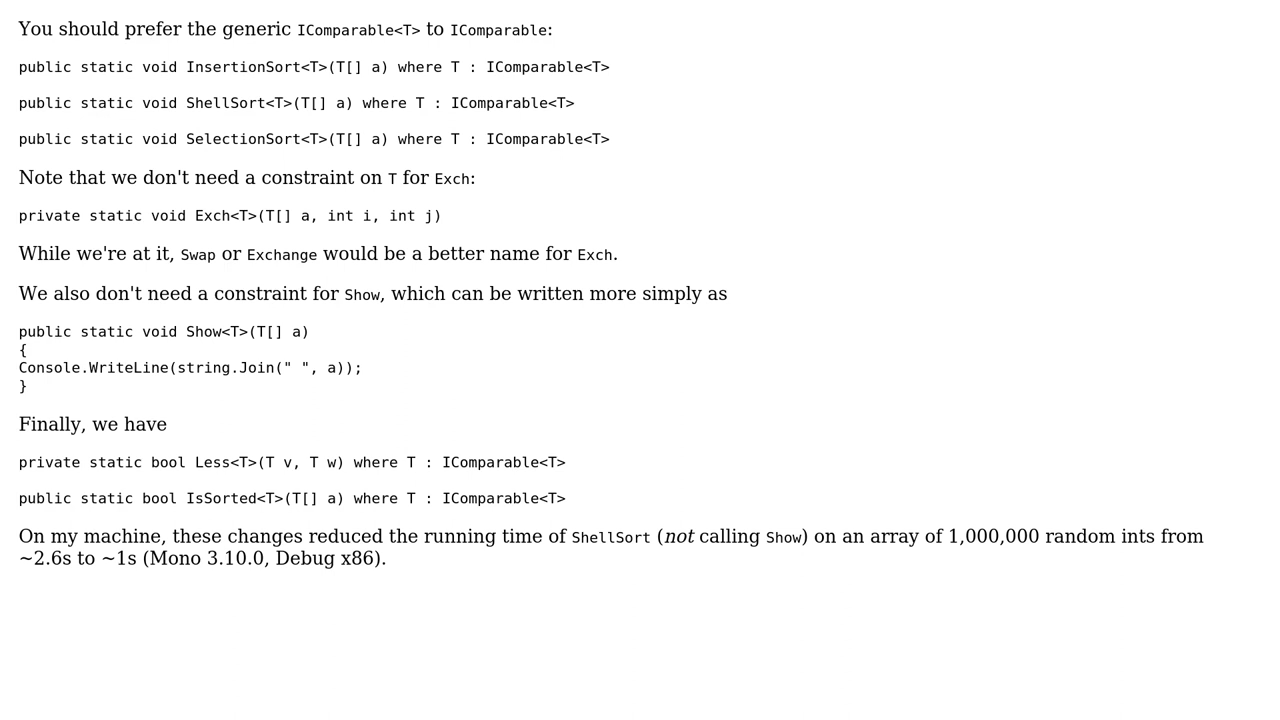 You should prefer the generic IComparable<T> to IComparable:
public static void InsertionSort<T>(T[] a) where T : IComparable<T>
public static void ShellSort<T>(T[] a) where T : IComparable<T>
public static void SelectionSort<T>(T[] a) where T : IComparable<T>
Note that we don't need a constraint on T for Exch:
private static void Exch<T>(T[] a, int i, int j)
While we're at it, Swap or Exchange would be a better name for Exch.
We also don't need a constraint for Show, which can be written more simply as
public static void Show<T>(T[] a)
{
Console.WriteLine(string.Join(" ", a));
}
Finally, we have
private static bool Less<T>(T v, T w) where T : IComparable<T>
public static bool IsSorted<T>(T[] a) where T : IComparable<T>
On my machine, these changes reduced the running time of ShellSort (not calling Show) on an array of 1,000,000 random ints from
~2.6s to ~1s (Mono 3.10.0, Debug x86).